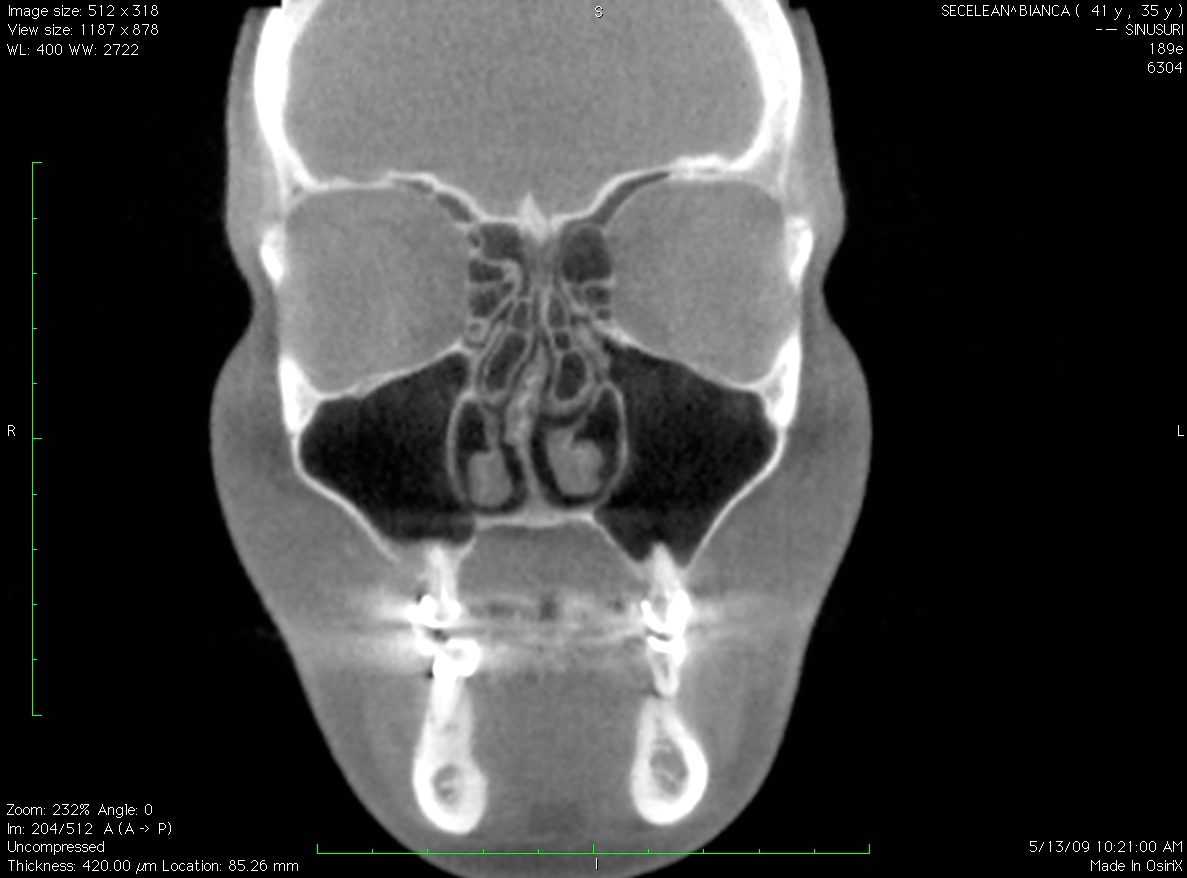 Image size: 512 x 318
View size: 1187 x 878
WL: 400 WW: 2722
S
SECELEAN^BIANCA ( 41 y , 35 y )
-- SINUSURI
189e
6304
R
L
Zoom: 232% Angle: 0
Im: 204/512 A (A -> P)
Uncompressed
Thickness: 420.00 µm Location: 85.26 mm
I
5/13/09 10:21:00 AM
Made In OsiriX